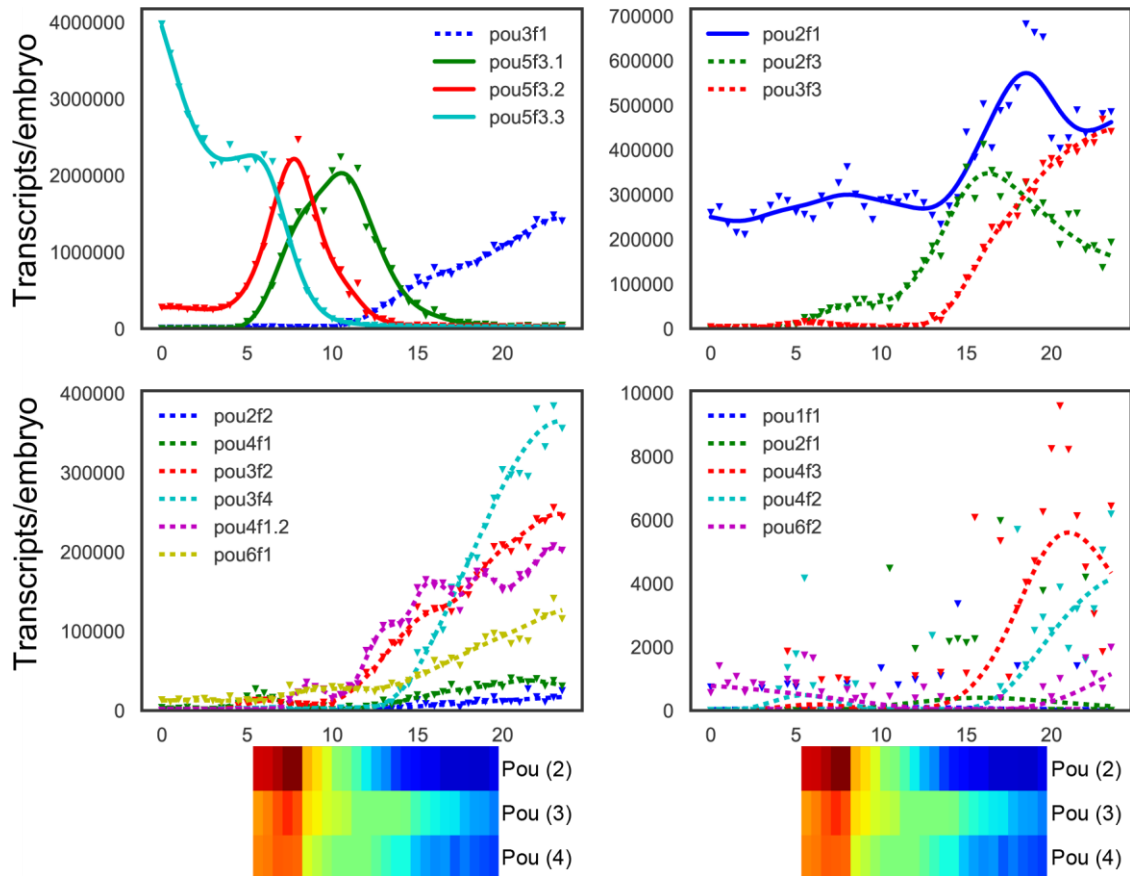 Transcripts/embryo
4000000
3000000
2000000
1000000
0
pou3f1
pou5f3.1
pou5f3.2
pou5f3.3
0 5 10 15 20
700000
600000
500000
400000
300000
200000
100000
0
pou2f1
pou2f3
pou3f3
0 5 10 15 20
Transcripts/embryo
400000
300000
200000
100000
0
pou2f2
pou4f1
pou3f2
pou3f4
pou4f1.2
pou6f1
0 5 10 15 20
10000
8000
6000
4000
2000
0
pou1f1
pou2f1
pou4f3
pou4f2
pou6f2
0 5 10 15 20
Pou (2)
Pou (3)
Pou (4)
Pou (2)
Pou (3)
Pou (4)